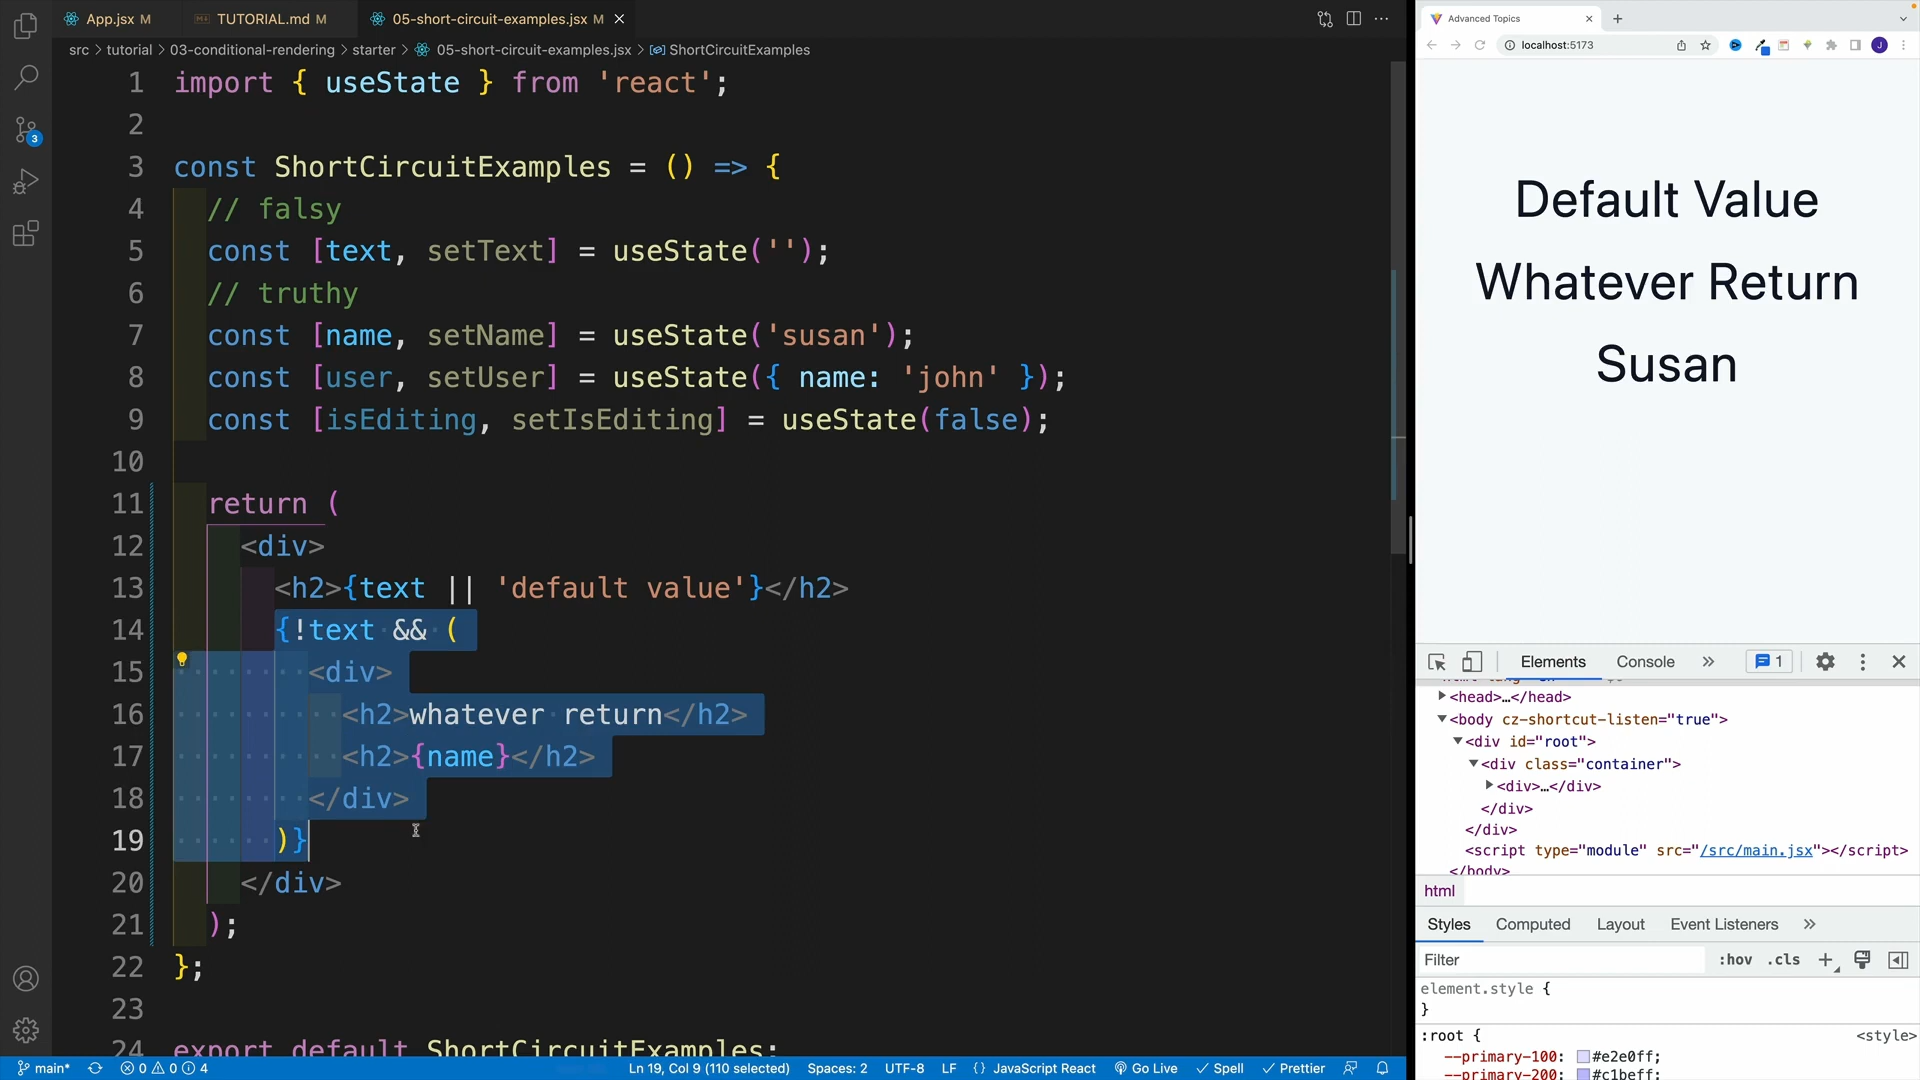 App.jsx M
TUTORIAL.md M
05-short-circuit-examples.jsx M
src > tutorial > 03-conditional-rendering > starter > 05-short-circuit-examples.jsx > ShortCircuitExamples
1 import { useState } from 'react';
2
3 const ShortCircuitExamples = () => {
4 // falsy
5 const [text, setText] = useState('');
6 // truthy
7 const [name, setName] = useState('susan');
8 const [user, setUser] = useState({ name: 'john' });
9 const [isEditing, setIsEditing] = useState(false);
10
11 return (
12 <div>
13 <h2>{text || 'default value'}</h2>
14 {!text && (
15 <div>
16 <h2>whatever return</h2>
17 <h2>{name}</h2>
18 </div>
19 )}
20 </div>
21 );
22 };
23
24 export default ShortCircuitExamples;
3
main* 0 0 4
Ln 19, Col 9 (110 selected) Spaces: 2 UTF-8 LF {} JavaScript React Go Live Spell Prettier
Advanced Topics
localhost:5173
J
Default Value
Whatever Return
Susan
Elements Console 1
<head>…</head>
<body cz-shortcut-listen="true">
<div id="root">
<div class="container">
<div>…</div>
</div>
</div>
<script type="module" src="/src/main.jsx"></script>
</body>
html
Styles Computed Layout Event Listeners
Filter :hov .cls
element.style {
}
:root { <style>
--primary-100: #e2e0ff;
--primary-200: #c1beff;